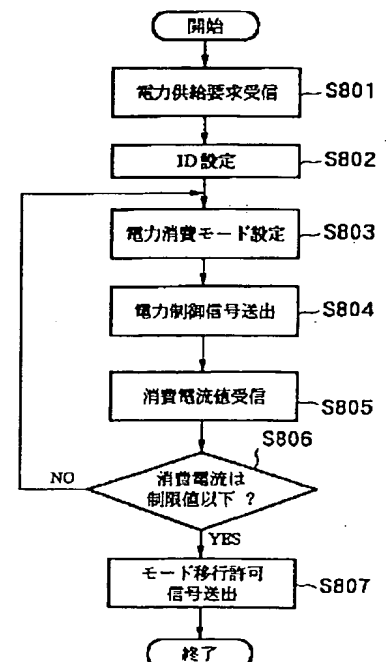 開始
電力供給要求受信
S801
ID設定
S802
電力消費モード設定
S803
電力制御信号送出
S804
消費電流値受信
S805
S806
消費電流は
制限値以下 ?
NO
YES
モード移行許可
信号送出
S807
終了